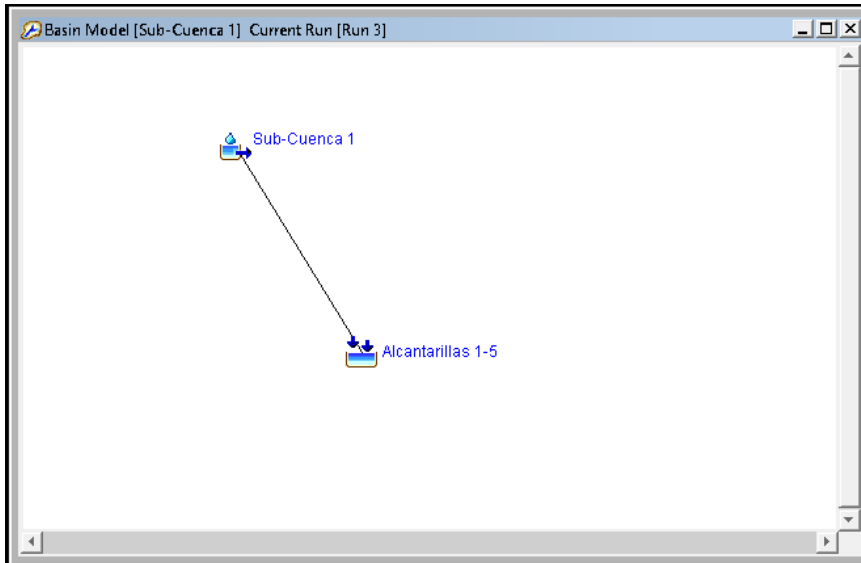 Basin Model [Sub-Cuenca 1] Current Run [Run 3]
Sub-Cuenca 1
Alcantarillas 1-5